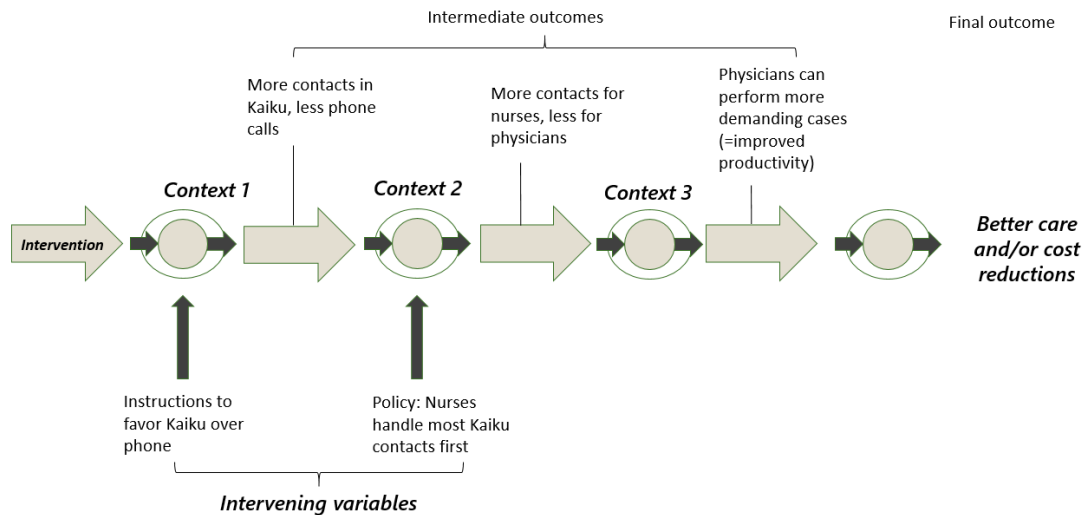 Intermediate outcomes
Final outcome
More contacts in
Kaiku, less phone
calls
More contacts for
nurses, less for
physicians
Physicians can
perform more
demanding cases
(=improved
productivity)
Context 1
Context 2
Context 3
Intervention
Better care
and/or cost
reductions
Instructions to
favor Kaiku over
phone
Policy: Nurses
handle most Kaiku
contacts first
Intervening variables